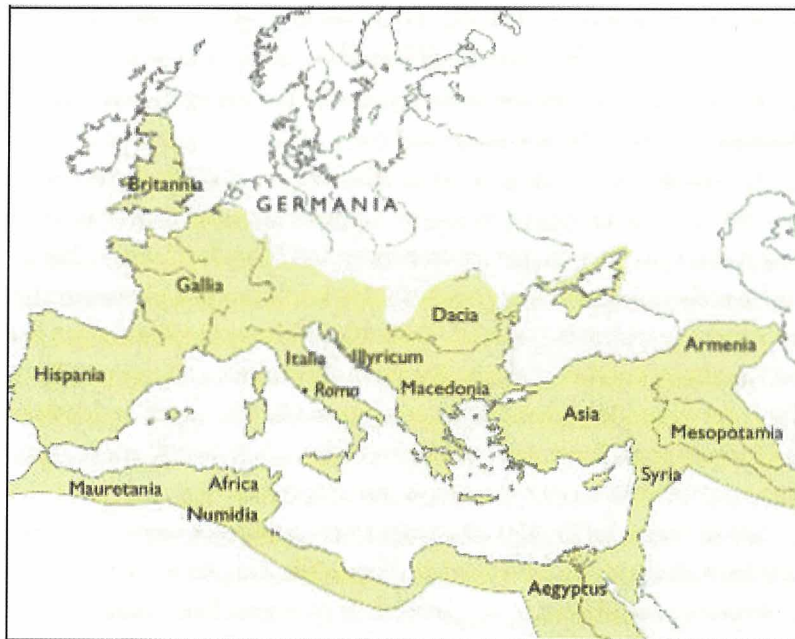 Britannia
GERMANIA
Gallia
Dacia
Armenia
Italia
Illyricum
Hispania
Roma
Macedonia
Asia
Mesopotamia
Syria
Mauretania
Africa
Numidia
Aegyptus